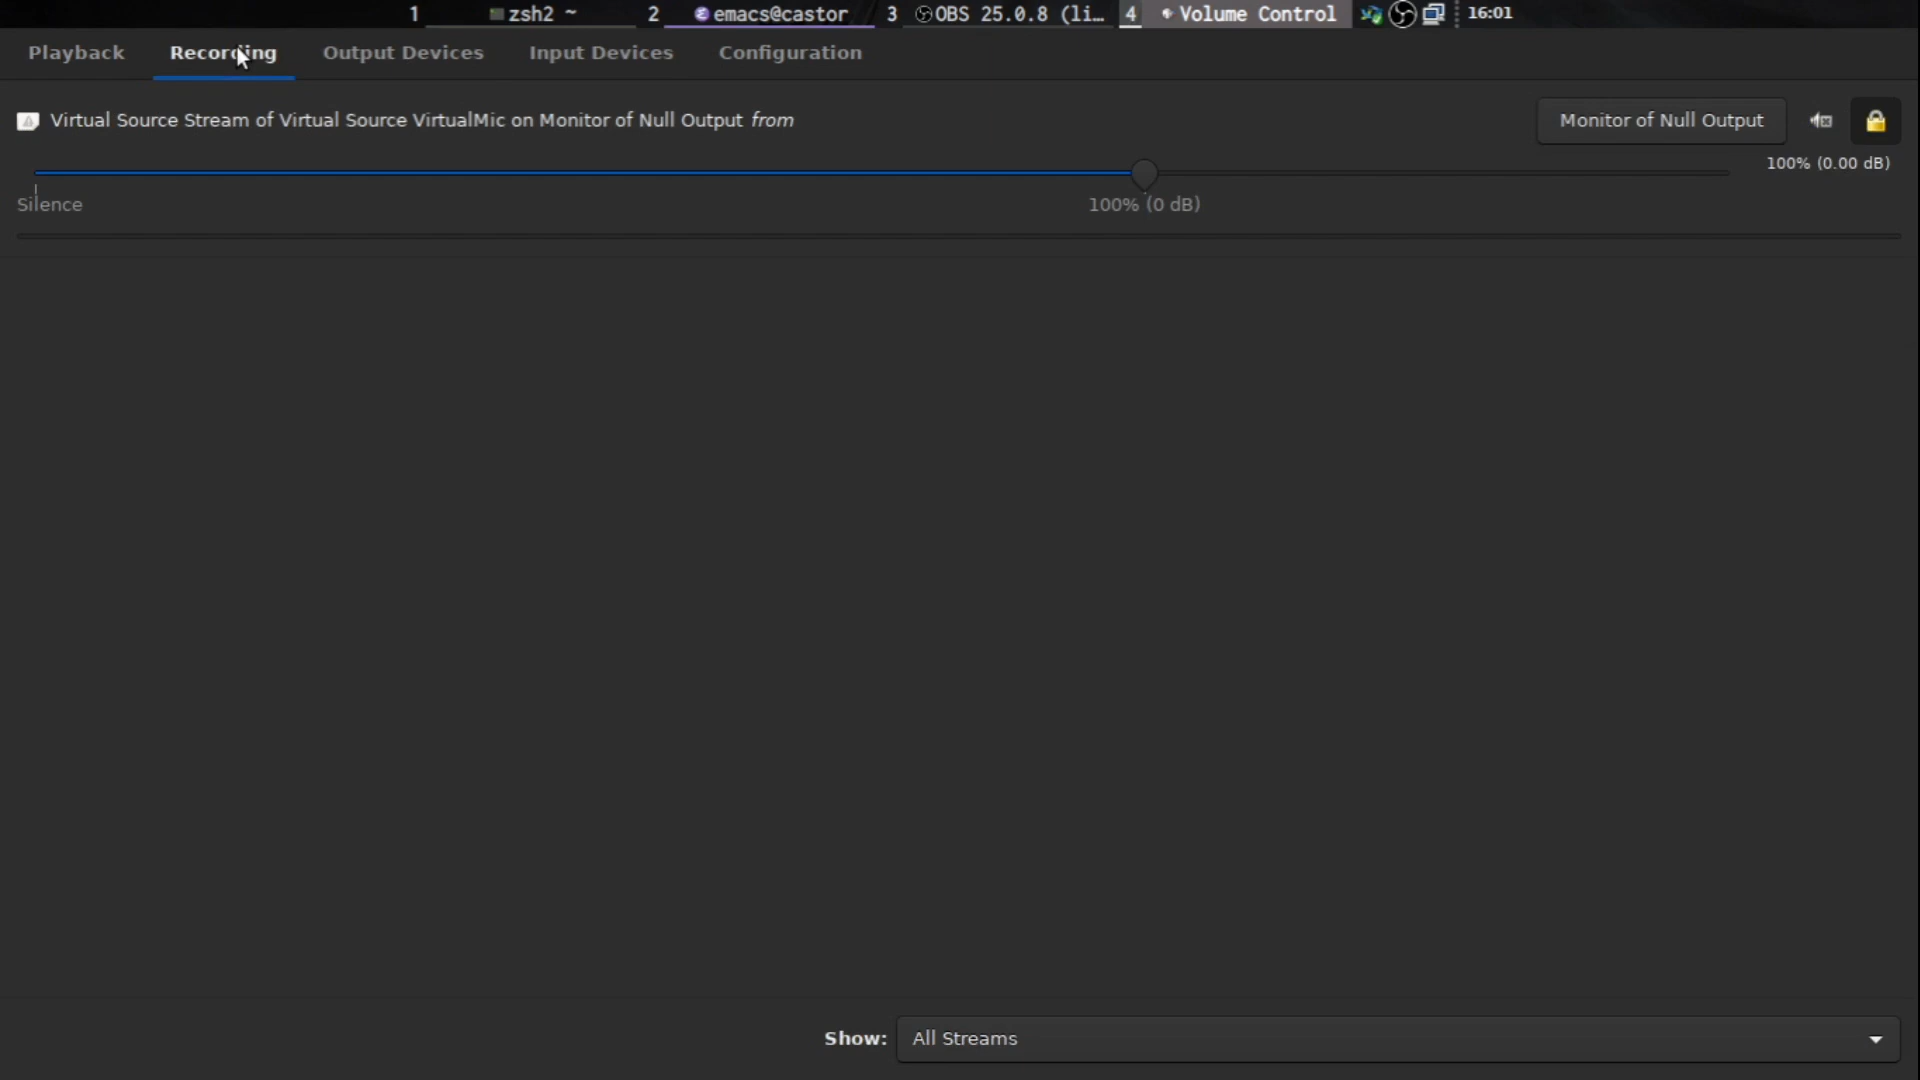 1 zsh2 ~ 2 emacs@castor 3 OBS 25.0.8 (li… 4 Volume Control 16:01
Playback Recording Output Devices Input Devices Configuration
Virtual Source Stream of Virtual Source VirtualMic on Monitor of Null Output from Monitor of Null Output
100% (0.00 dB)
Silence 100% (0 dB)
Show: All Streams